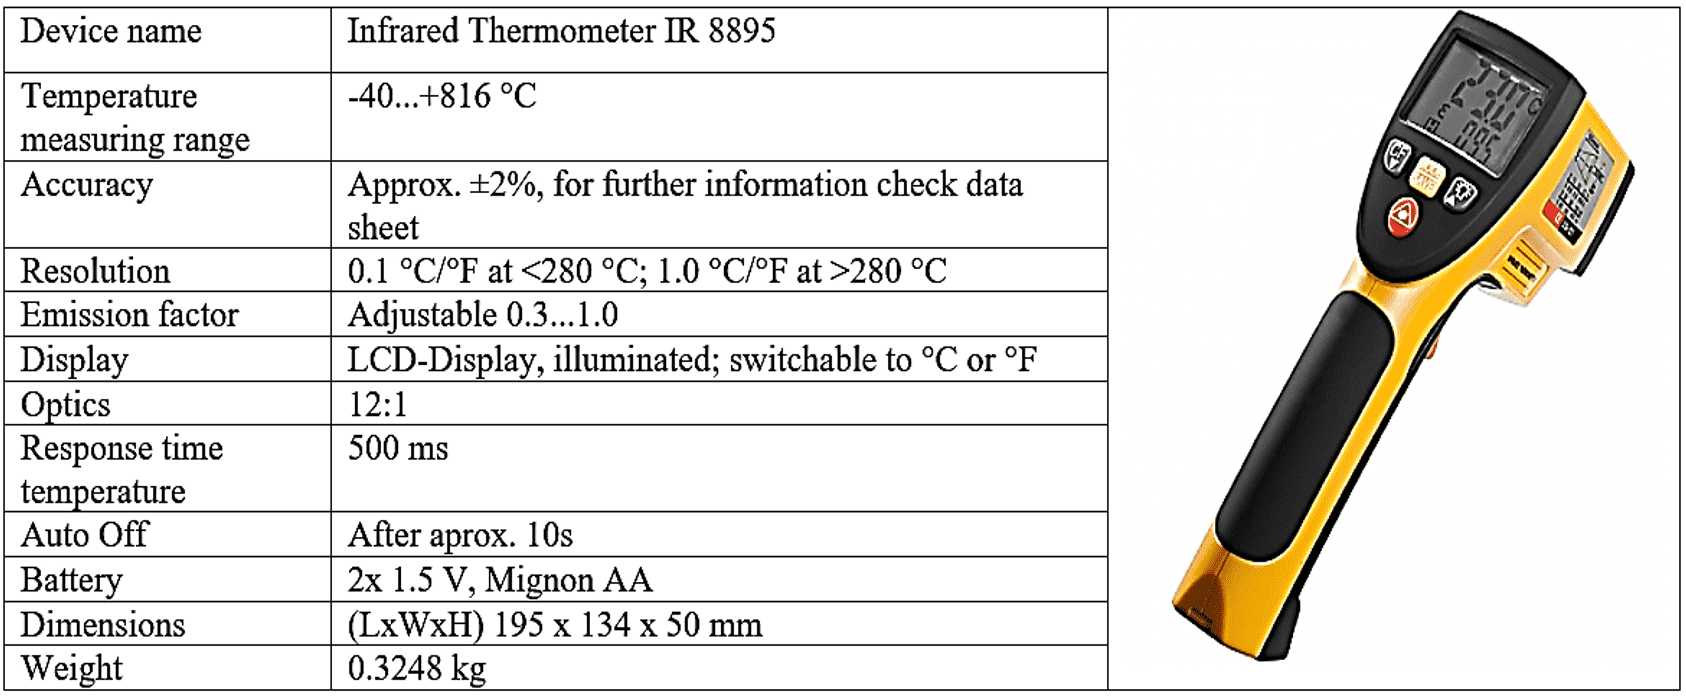 Device name Infrared Thermometer IR 8895
Temperature measuring range -40...+816 °C
Accuracy Approx. ±2%, for further information check data sheet
Resolution 0.1 °C/°F at <280 °C; 1.0 °C/°F at >280 °C
Emission factor Adjustable 0.3...1.0
Display LCD-Display, illuminated; switchable to °C or °F
Optics 12:1
Response time temperature 500 ms
Auto Off After aprox. 10s
Battery 2x 1.5 V, Mignon AA
Dimensions (LxWxH) 195 x 134 x 50 mm
Weight 0.3248 kg